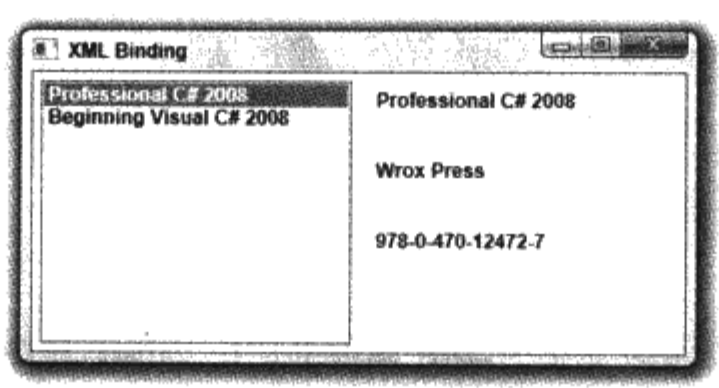 XML Binding
Professional C# 2008
Beginning Visual C# 2008
Professional C# 2008
Wrox Press
978-0-470-12472-7